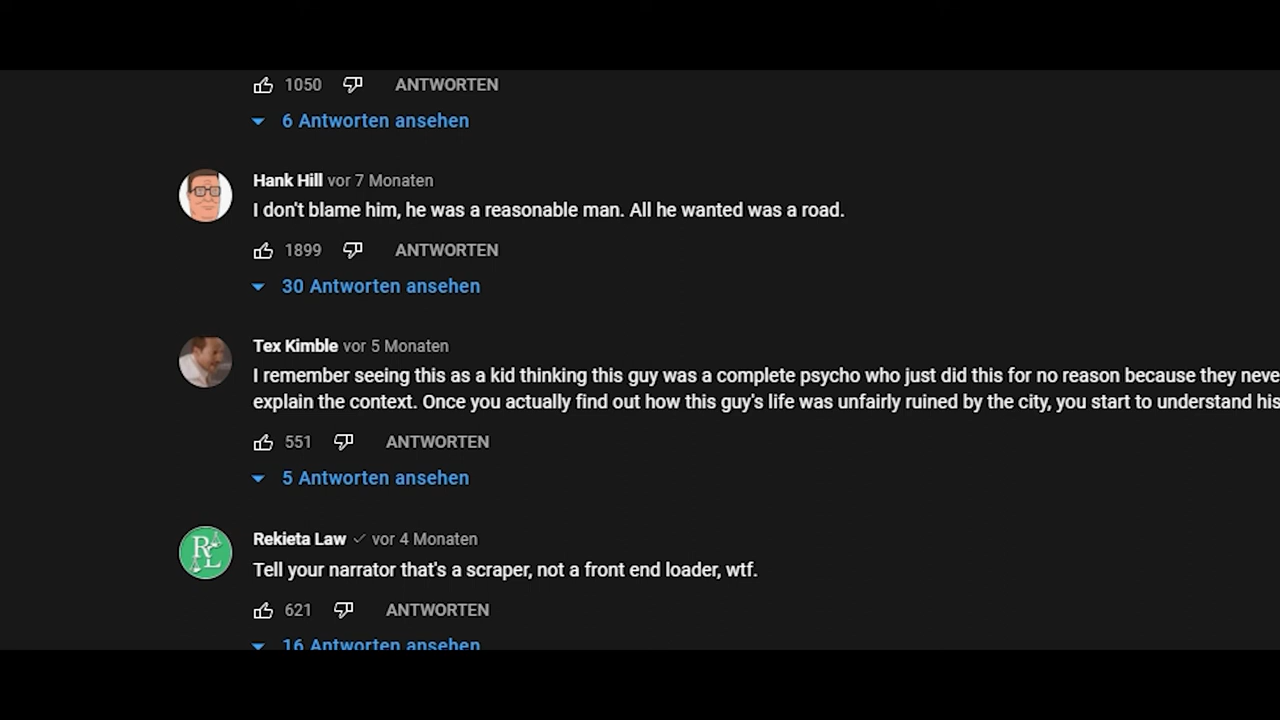 1050 ANTWORTEN
6 Antworten ansehen
Hank Hill vor 7 Monaten
I don't blame him, he was a reasonable man. All he wanted was a road.
1899 ANTWORTEN
30 Antworten ansehen
Tex Kimble vor 5 Monaten
I remember seeing this as a kid thinking this guy was a complete psycho who just did this for no reason because they neve
explain the context. Once you actually find out how this guy's life was unfairly ruined by the city, you start to understand his
551 ANTWORTEN
5 Antworten ansehen
RL
Rekieta Law vor 4 Monaten
Tell your narrator that's a scraper, not a front end loader, wtf.
621 ANTWORTEN
16 Antworten ansehen